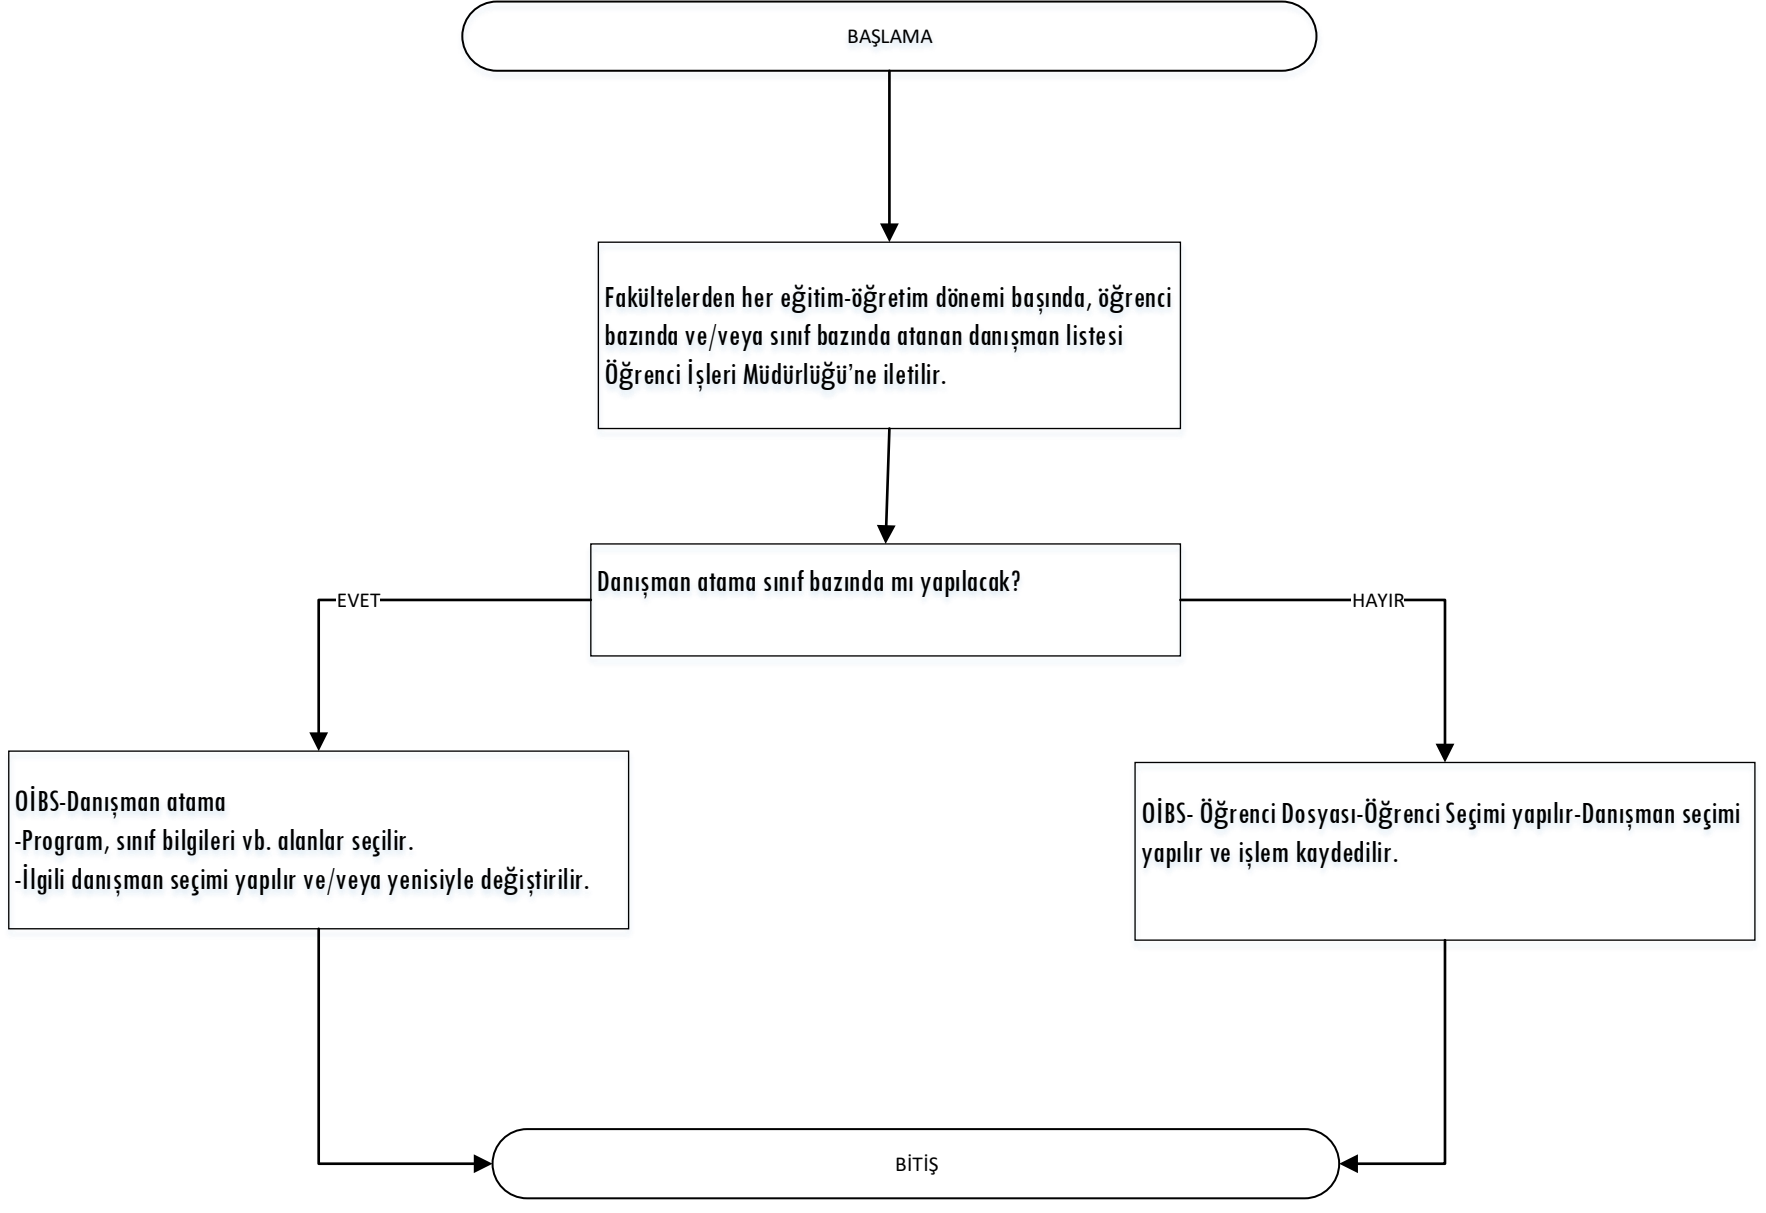 BAŞLAMA
Fakültelerden her eğitim-öğretim dönemi başında, öğrenci
bazında ve/veya sınıf bazında atanan danışman listesi
Öğrenci İşleri Müdürlüğü’ne iletilir.
Danışman atama sınıf bazında mı yapılacak?
EVET
HAYIR
OİBS-Danışman atama
-Program, sınıf bilgileri vb. alanlar seçilir.
-İlgili danışman seçimi yapılır ve/veya yenisiyle değiştirilir.
OİBS- Öğrenci Dosyası-Öğrenci Seçimi yapılır-Danışman seçimi
yapılır ve işlem kaydedilir.
BİTİŞ